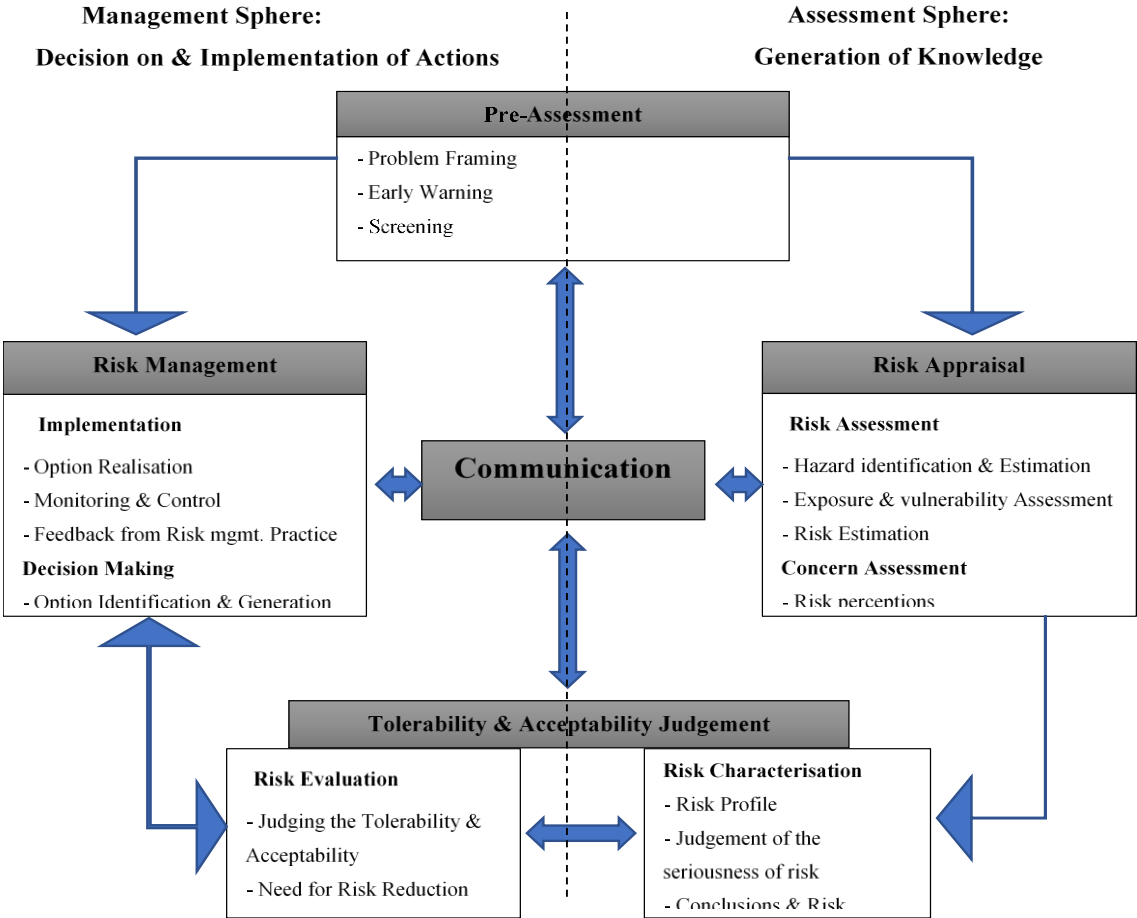 Management Sphere:
Decision on & Implementation of Actions
Assessment Sphere:
Generation of Knowledge
Pre-Assessment
- Problem Framing
- Early Warning
- Screening
Risk Management
Implementation
- Option Realisation
- Monitoring & Control
- Feedback from Risk mgmt. Practice
Decision Making
- Option Identification & Generation
Communication
Risk Appraisal
Risk Assessment
- Hazard identification & Estimation
- Exposure & vulnerability Assessment
- Risk Estimation
Concern Assessment
- Risk perceptions
Tolerability & Acceptability Judgement
Risk Evaluation
- Judging the Tolerability &
Acceptability
- Need for Risk Reduction
Risk Characterisation
- Risk Profile
- Judgement of the
seriousness of risk
- Conclusions & Risk